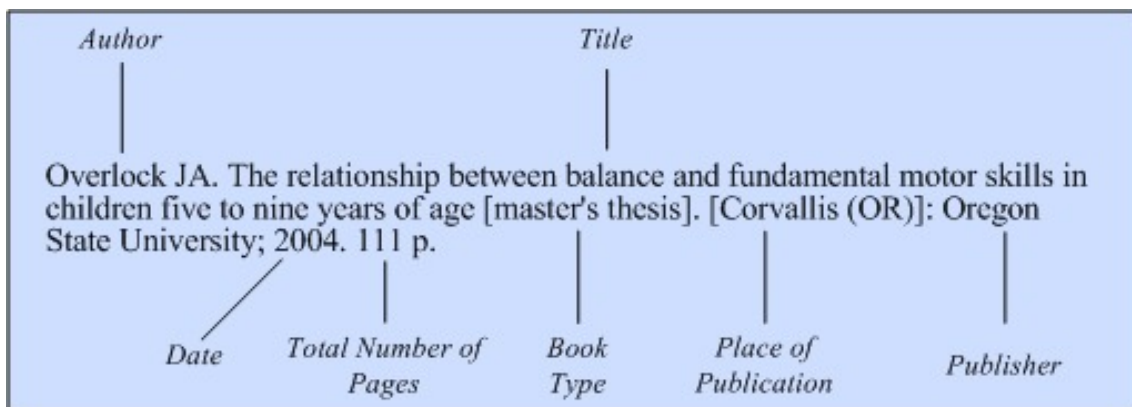 Author Title
Overlock JA. The relationship between balance and fundamental motor skills in
children five to nine years of age [master's thesis]. [Corvallis (OR)]: Oregon
State University; 2004. 111 p.
Date Total Number of Pages Book Type Place of Publication Publisher